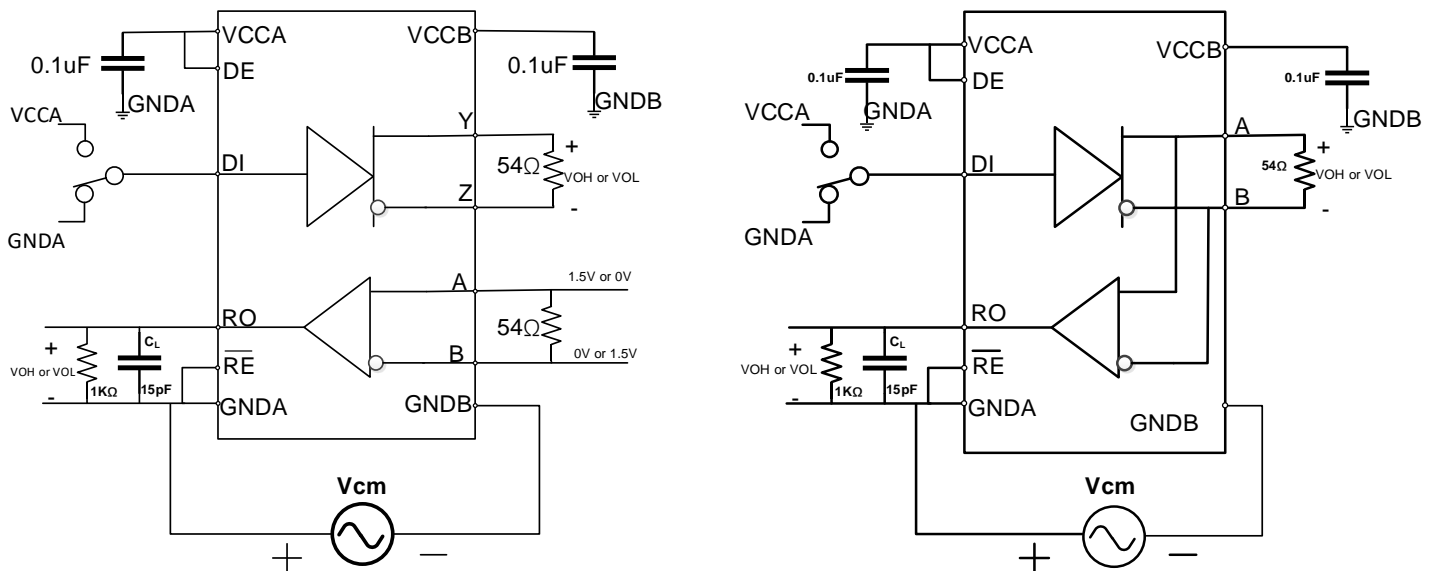 VCCA
VCCB
0.1uF
DE
0.1uF
GNDA
GNDB
VCCA
Y
DI
54Ω
+
VOH or VOL
-
Z
GNDA
A
1.5V or 0V
RO
54Ω
B
0V or 1.5V
+
VOH or VOL
-
1KΩ
CL
15pF
RE
GNDA
GNDB
Vcm
+
—
VCCA
VCCB
0.1uF
DE
0.1uF
GNDA
GNDB
VCCA
A
DI
54Ω
+
VOH or VOL
-
B
GNDA
RO
+
VOH or VOL
-
1KΩ
CL
15pF
RE
GNDA
GNDB
Vcm
+
—